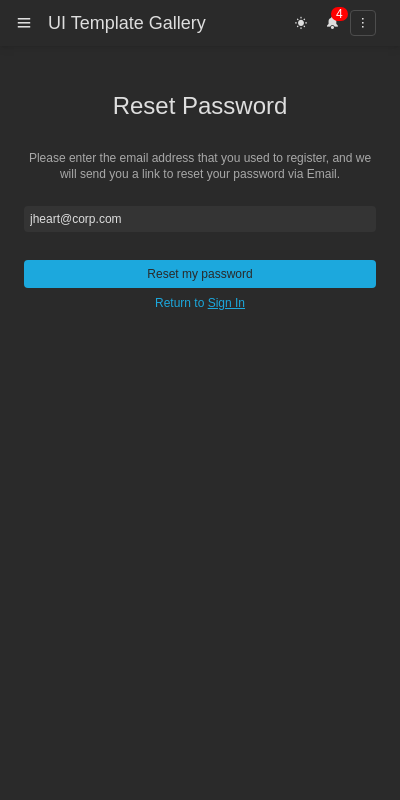 UI Template Gallery
4
Reset Password
Please enter the email address that you used to register, and we
will send you a link to reset your password via Email.
jheart@corp.com
Reset my password
Return to Sign In